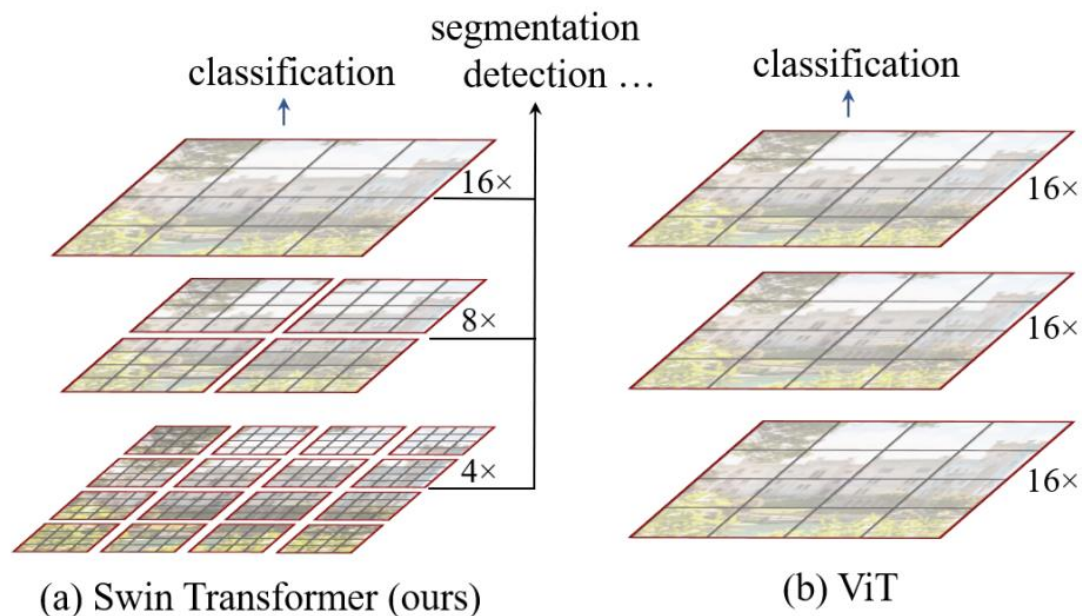 segmentation
detection …
classification
classification
16×
8×
4×
16×
16×
16×
(a) Swin Transformer (ours)
(b) ViT